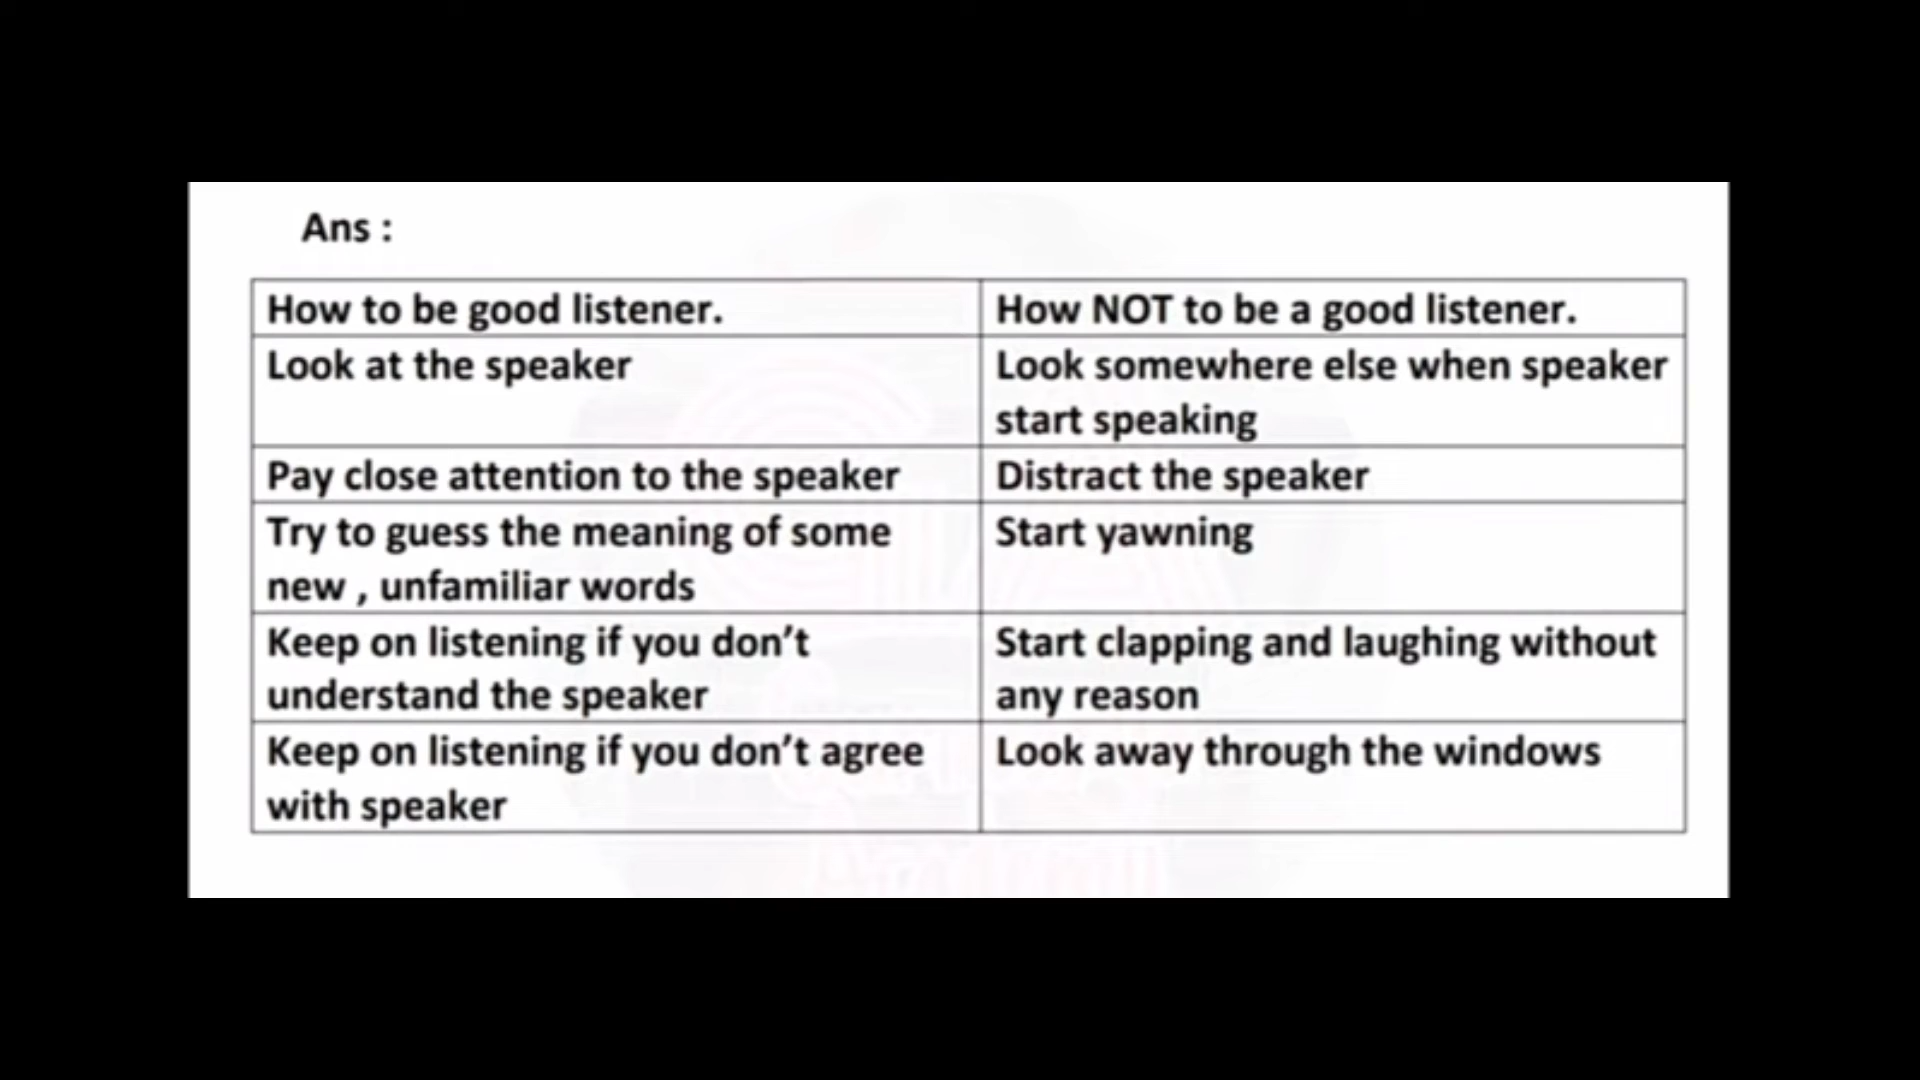 Ans :
How to be good listener.
How NOT to be a good listener.
Look at the speaker
Look somewhere else when speaker
start speaking
Pay close attention to the speaker
Distract the speaker
Try to guess the meaning of some
new , unfamiliar words
Start yawning
Keep on listening if you don’t
understand the speaker
Start clapping and laughing without
any reason
Keep on listening if you don’t agree
with speaker
Look away through the windows